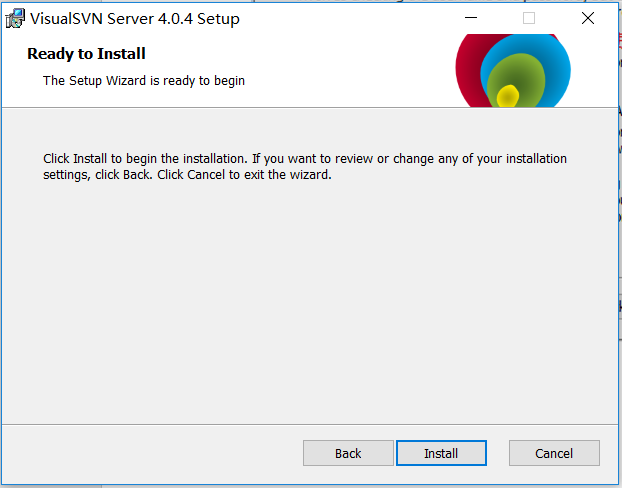 VisualSVN Server 4.0.4 Setup
Ready to Install
The Setup Wizard is ready to begin
Click Install to begin the installation. If you want to review or change any of your installation
settings, click Back. Click Cancel to exit the wizard.
Back
Install
Cancel